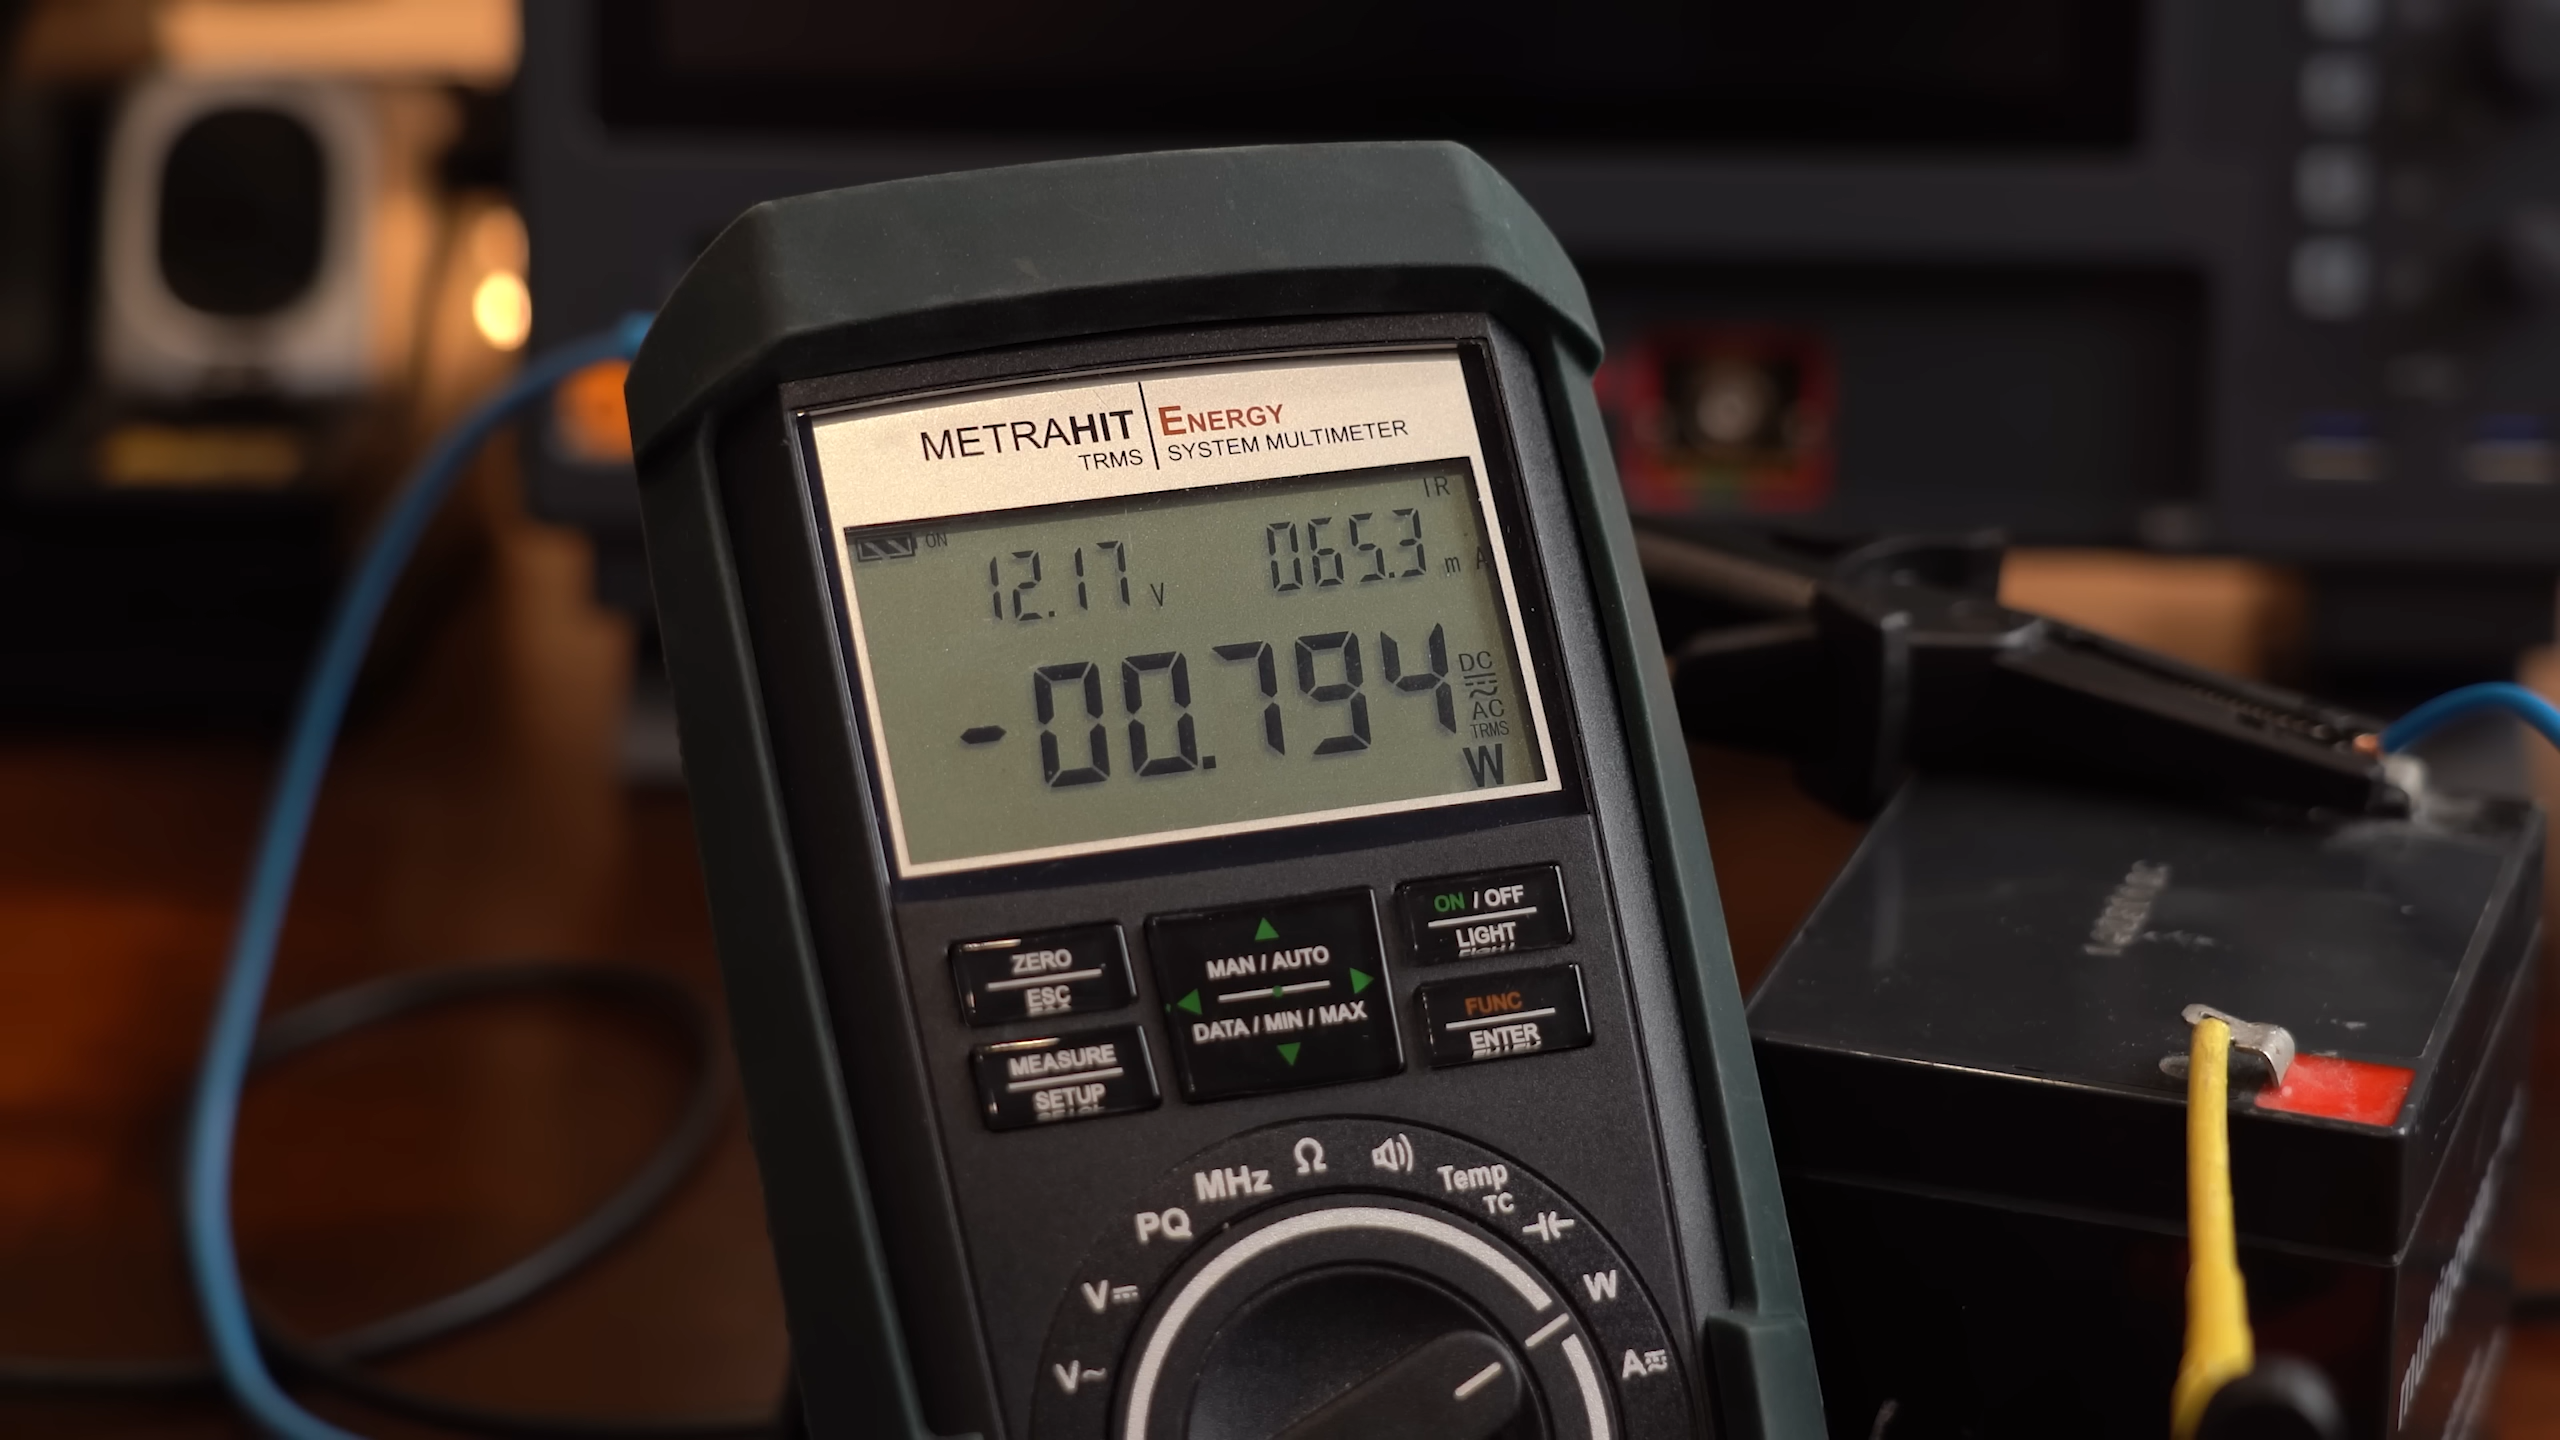 METRAHIT ENERGY
TRMS SYSTEM MULTIMETER
IR
ON
12.17 V 065.3 m A
-00.794
DC
AC
TRMS
W
ZERO
ESC
MEASURE
SETUP
MAN / AUTO
DATA / MIN / MAX
ON / OFF
LIGHT
FUNC
ENTER
V~
V
PQ
MHz
Ω
Temp
TC
W
A